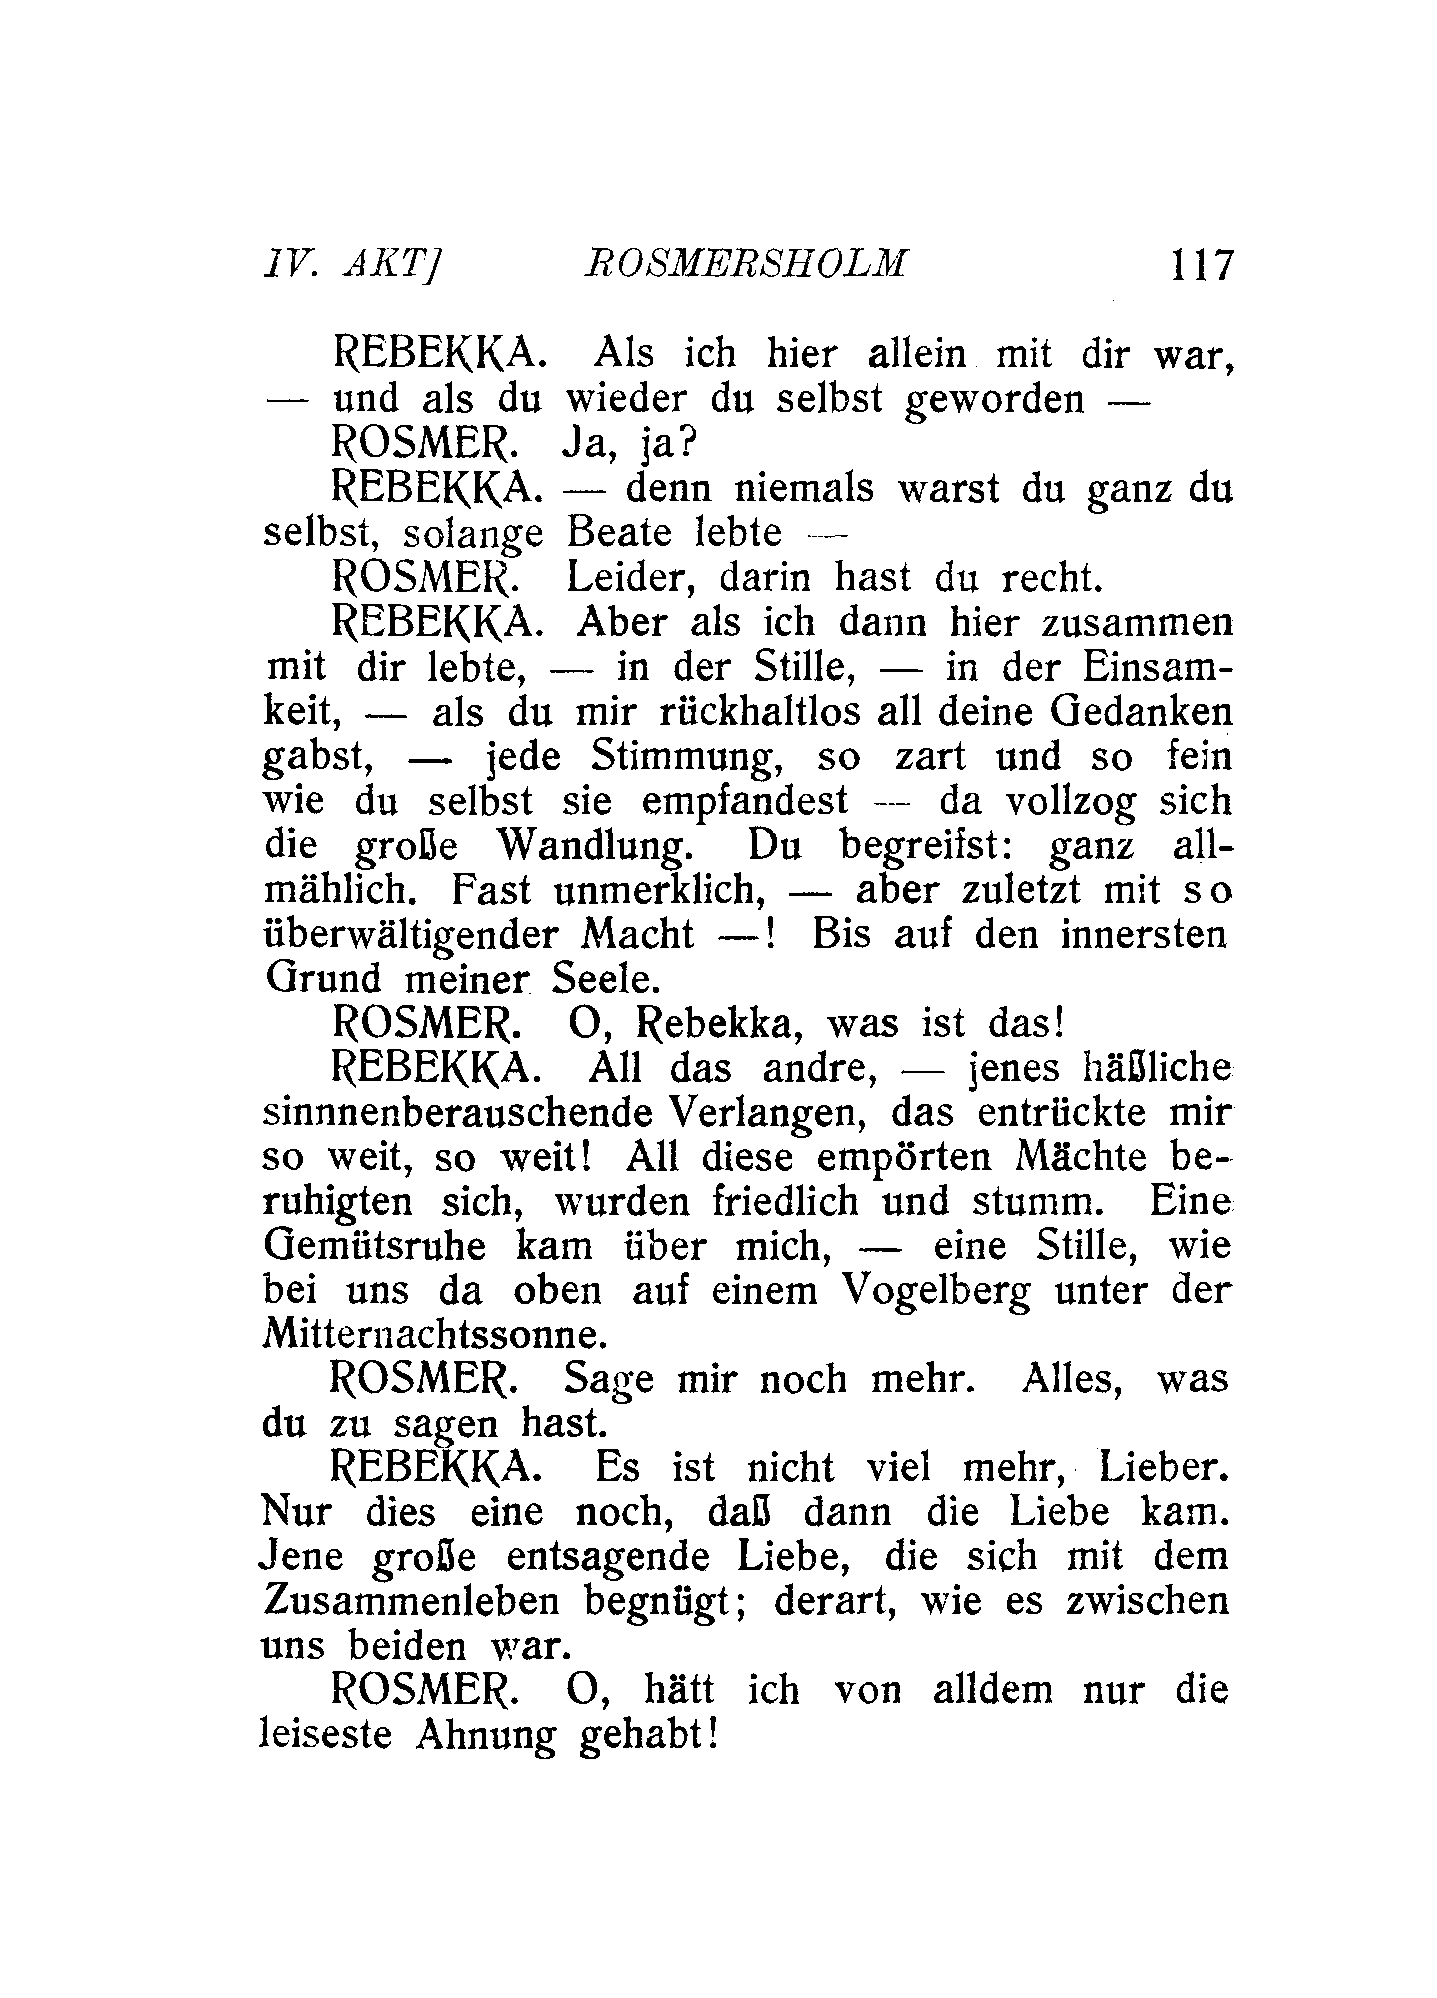 IV. AKT] ROSMERSHOLM 117
REBEKKA. Als ich hier allein mit dir war,
— und als du wieder du selbst geworden —
ROSMER. Ja, ja?
REBEKKA. — denn niemals warst du ganz du
selbst, solange Beate lebte —
ROSMER. Leider, darin hast du recht.
REBEKKA. Aber als ich dann hier zusammen
mit dir lebte, — in der Stille, — in der Einsam-
keit, — als du mir rückhaltlos all deine Gedanken
gabst, — jede Stimmung, so zart und so fein
wie du selbst sie empfandest — da vollzog sich
die große Wandlung. Du begreifst: ganz all-
mählich. Fast unmerklich, — aber zuletzt mit so
überwältigender Macht —! Bis auf den innersten
Grund meiner Seele.
ROSMER. O, Rebekka, was ist das!
REBEKKA. All das andre, — jenes häßliche
sinnnenberauschende Verlangen, das entrückte mir
so weit, so weit! All diese empörten Mächte be-
ruhigten sich, wurden friedlich und stumm. Eine
Gemütsruhe kam über mich, — eine Stille, wie
bei uns da oben auf einem Vogelberg unter der
Mitternachtssonne.
ROSMER. Sage mir noch mehr. Alles, was
du zu sagen hast.
REBEKKA. Es ist nicht viel mehr, Lieber.
Nur dies eine noch, daß dann die Liebe kam.
Jene große entsagende Liebe, die sich mit dem
Zusammenleben begnügt; derart, wie es zwischen
uns beiden war.
ROSMER. O, hätt ich von alldem nur die
leiseste Ahnung gehabt!